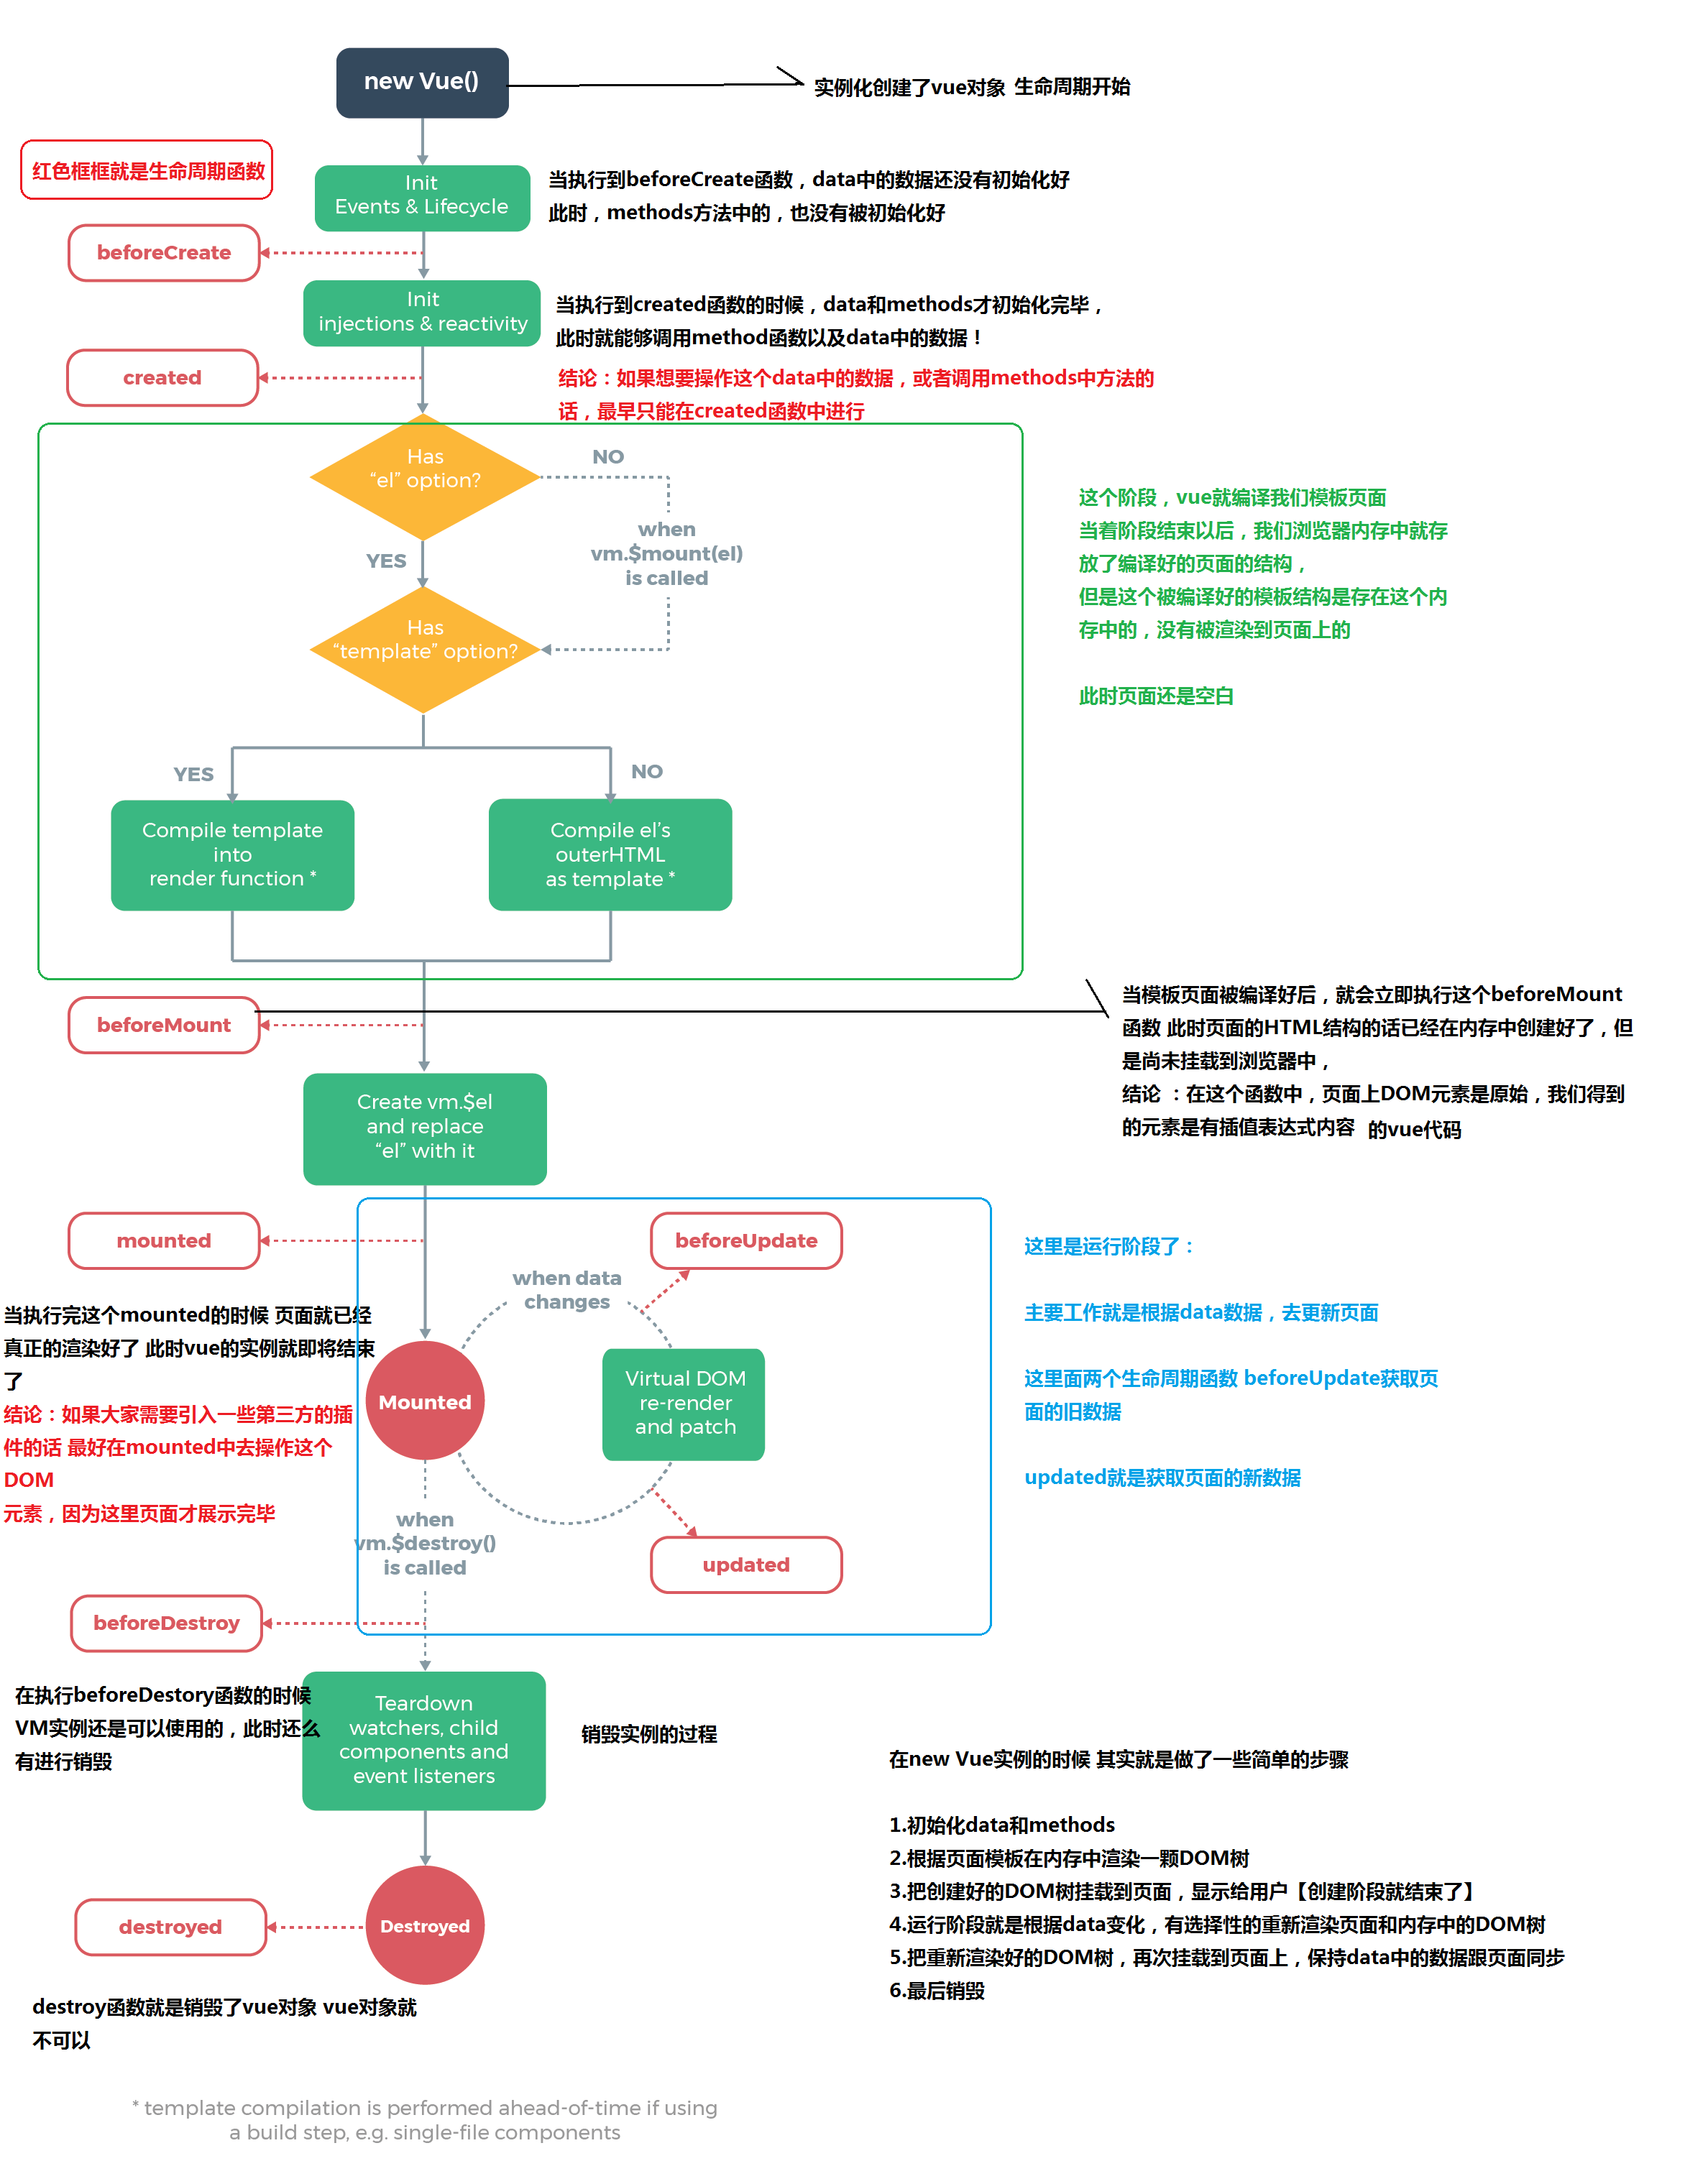 new Vue()
实例化创建了vue对象 生命周期开始
红色框框就是生命周期函数
Init
Events & Lifecycle
当执行到beforeCreate函数，data中的数据还没有初始化好
此时，methods方法中的，也没有被初始化好
beforeCreate
Init
injections & reactivity
当执行到created函数的时候，data和methods才初始化完毕，
此时就能够调用method函数以及data中的数据！
created
结论：如果想要操作这个data中的数据，或者调用methods中方法的
话，最早只能在created函数中进行
Has
“el” option?
NO
when
vm.$mount(el)
is called
YES
这个阶段，vue就编译我们模板页面
当着阶段结束以后，我们浏览器内存中就存
放了编译好的页面的结构，
但是这个被编译好的模板结构是存在这个内
存中的，没有被渲染到页面上的
此时页面还是空白
Has
“template” option?
YES
NO
Compile template
into
render function *
Compile el’s
outerHTML
as template *
beforeMount
当模板页面被编译好后，就会立即执行这个beforeMount
函数 此时页面的HTML结构的话已经在内存中创建好了，但
是尚未挂载到浏览器中，
结论 ：在这个函数中，页面上DOM元素是原始，我们得到
的元素是有插值表达式内容 的vue代码
Create vm.$el
and replace
“el” with it
mounted
beforeUpdate
when data
changes
这里是运行阶段了：
主要工作就是根据data数据，去更新页面
这里面两个生命周期函数 beforeUpdate获取页
面的旧数据
updated就是获取页面的新数据
当执行完这个mounted的时候 页面就已经
真正的渲染好了 此时vue的实例就即将结束
了
结论：如果大家需要引入一些第三方的插
件的话 最好在mounted中去操作这个
DOM
元素，因为这里页面才展示完毕
Mounted
Virtual DOM
re-render
and patch
when
vm.$destroy()
is called
updated
beforeDestroy
在执行beforeDestory函数的时候
VM实例还是可以使用的，此时还么
有进行销毁
Teardown
watchers, child
components and
event listeners
销毁实例的过程
在new Vue实例的时候 其实就是做了一些简单的步骤
1.初始化data和methods
2.根据页面模板在内存中渲染一颗DOM树
3.把创建好的DOM树挂载到页面，显示给用户【创建阶段就结束了】
4.运行阶段就是根据data变化，有选择性的重新渲染页面和内存中的DOM树
5.把重新渲染好的DOM树，再次挂载到页面上，保持data中的数据跟页面同步
6.最后销毁
destroyed
Destroyed
destroy函数就是销毁了vue对象 vue对象就
不可以
* template compilation is performed ahead-of-time if using
a build step, e.g. single-file components